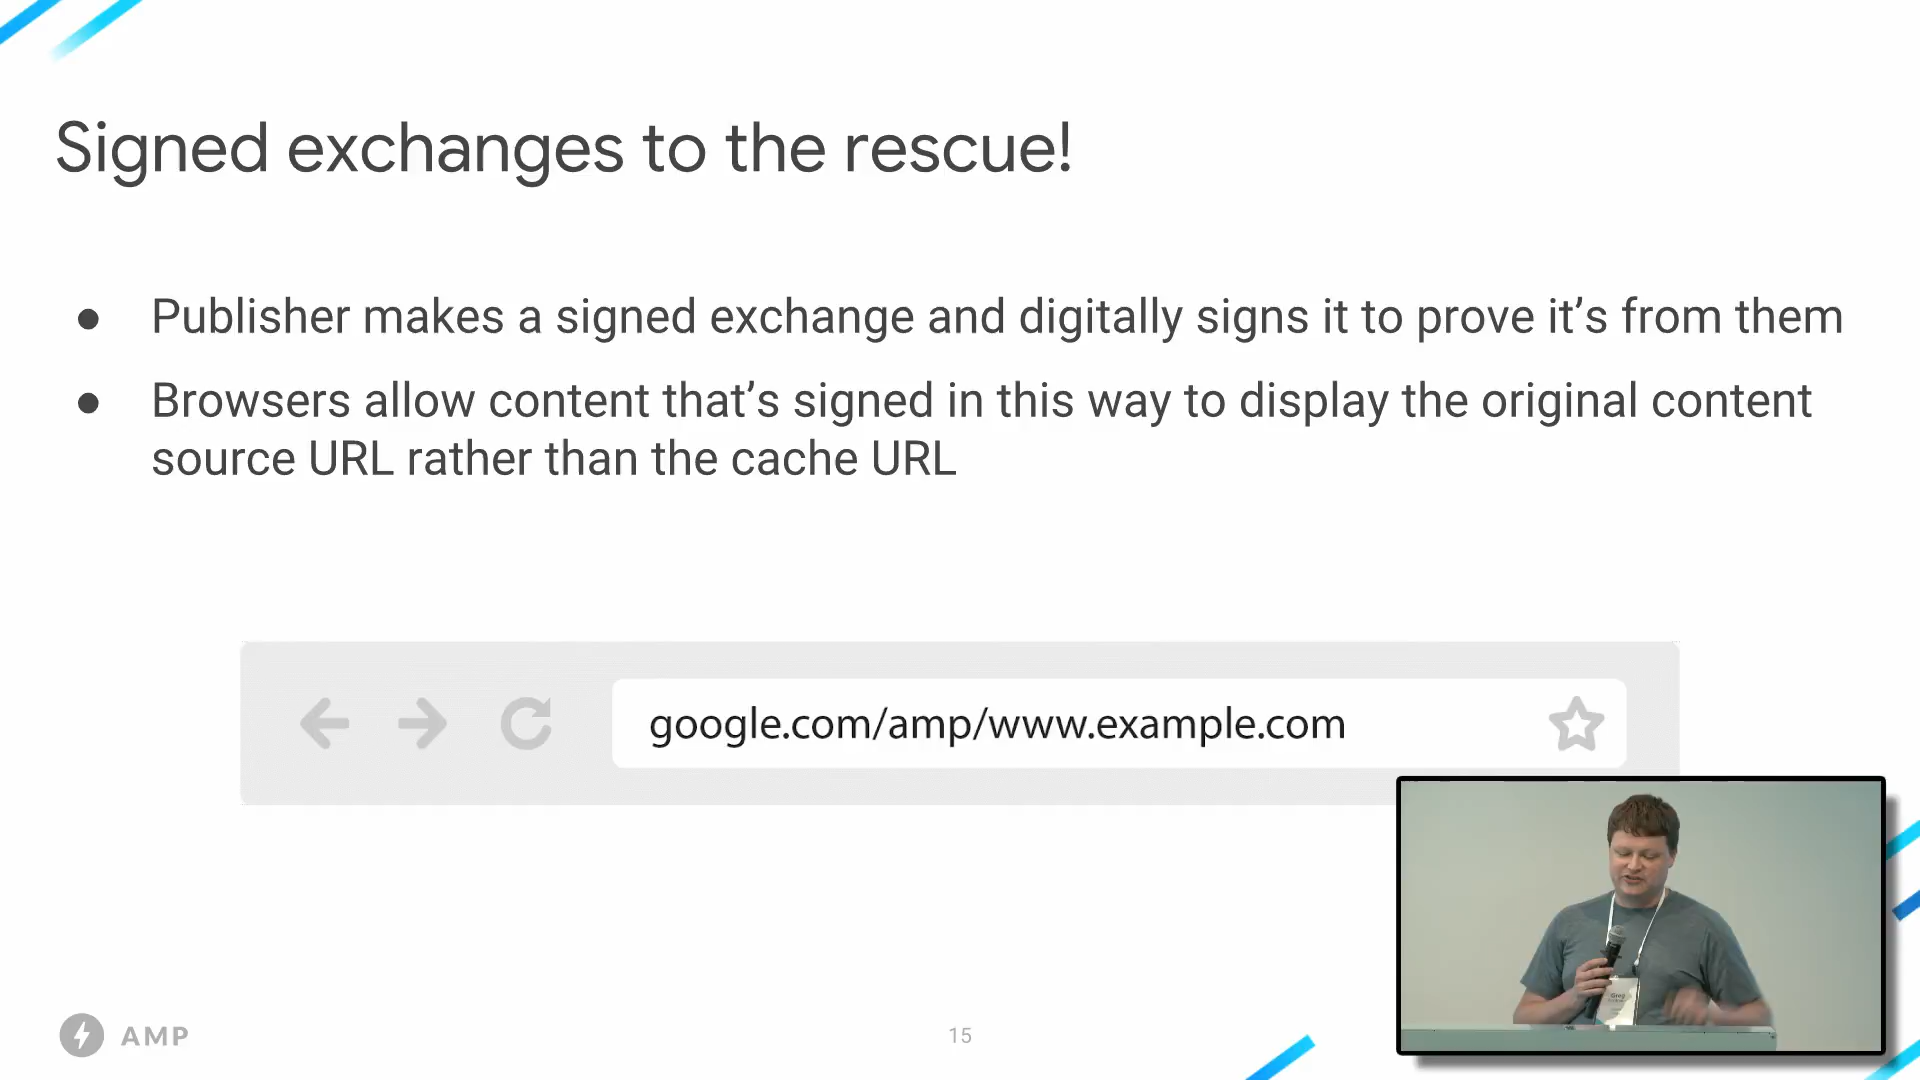 Signed exchanges to the rescue!
● Publisher makes a signed exchange and digitally signs it to prove it’s from them
● Browsers allow content that’s signed in this way to display the original content
source URL rather than the cache URL
google.com/amp/www.example.com
AMP
15
Greg